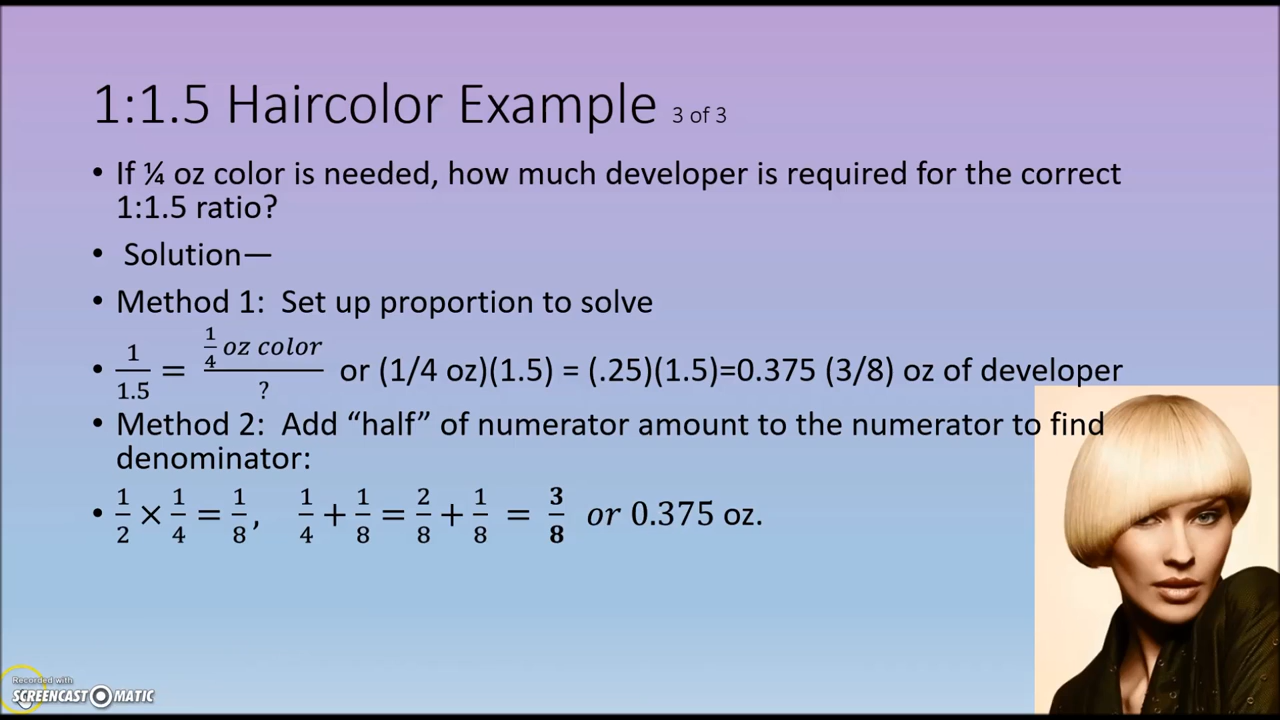 1:1.5 Haircolor Example 3 of 3
• If ¼ oz color is needed, how much developer is required for the correct
1:1.5 ratio?
• Solution—
• Method 1: Set up proportion to solve
• 1/1.5 = (1/4 oz color)/? or (1/4 oz)(1.5) = (.25)(1.5)=0.375 (3/8) oz of developer
• Method 2: Add “half” of numerator amount to the numerator to find
denominator:
• 1/2 × 1/4 = 1/8, 1/4 + 1/8 = 2/8 + 1/8 = 3/8 or 0.375 oz.
Recorded with
SCREENCAST MATIC